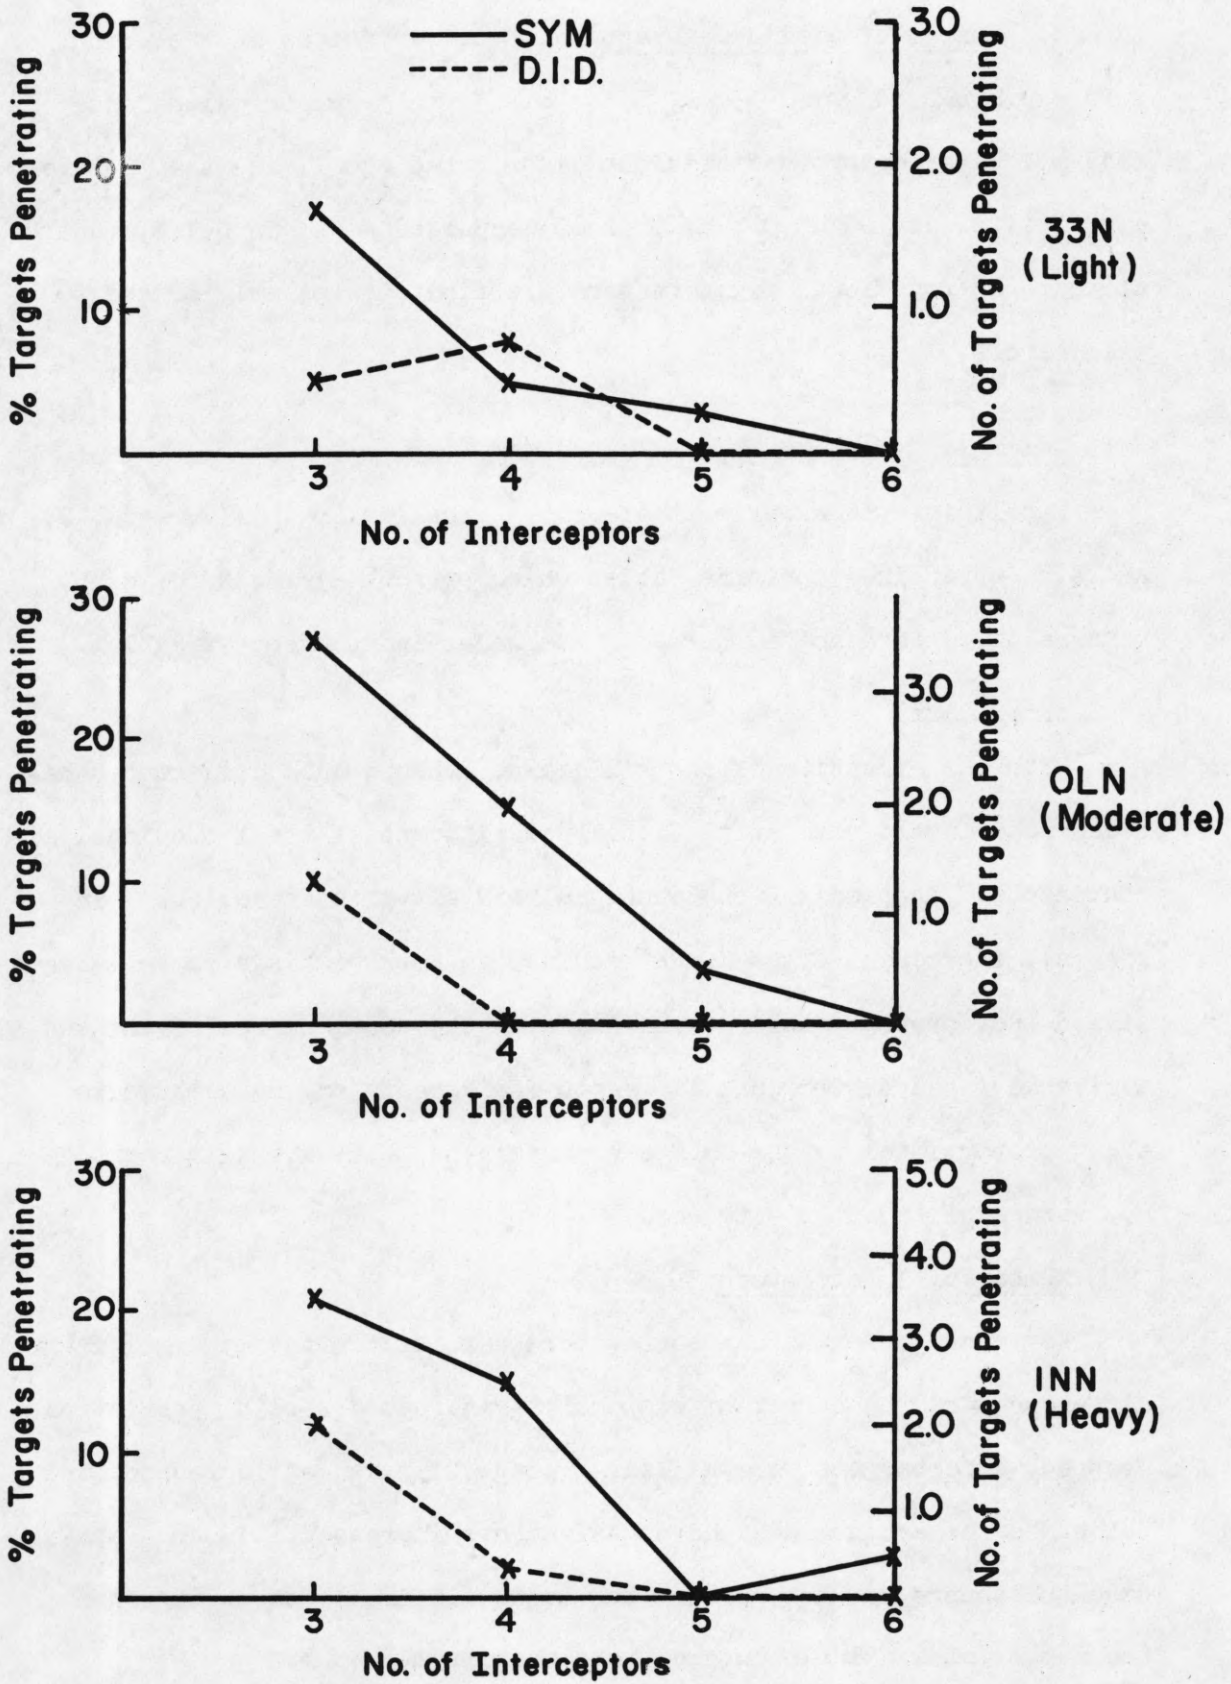 SYM
D.I.D.
% Targets Penetrating
30
20
10
3.0
2.0
1.0
No. of Targets Penetrating
33N
(Light)
3 4 5 6
No. of Interceptors
% Targets Penetrating
30
20
10
3.0
2.0
1.0
No. of Targets Penetrating
OLN
(Moderate)
3 4 5 6
No. of Interceptors
% Targets Penetrating
30
20
10
5.0
4.0
3.0
2.0
1.0
No. of Targets Penetrating
INN
(Heavy)
3 4 5 6
No. of Interceptors